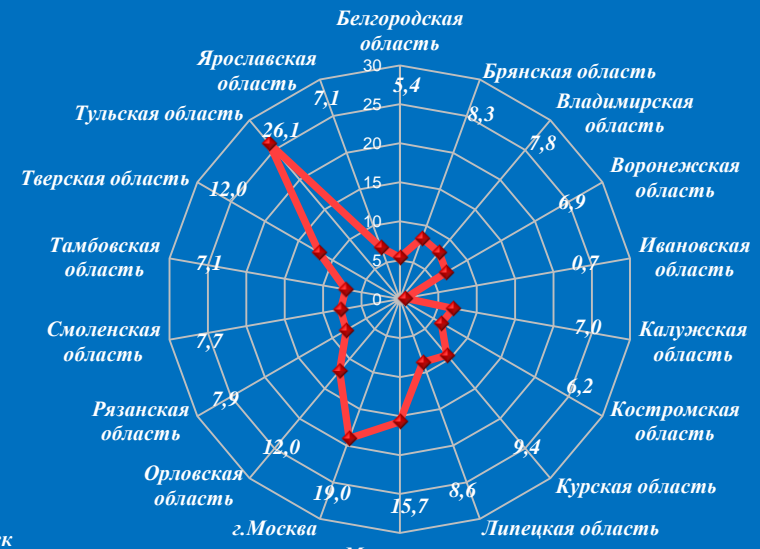 Белгородская
область
5,4
Брянская область
8,3
Владимирская
область
7,8
Воронежская
область
6,9
Ивановская
область
0,7
Калужская
область
7,0
Костромская
область
6,2
Курская область
9,4
Липецкая область
8,6
15,7
г.Москва
19,0
Орловская
область
12,0
Рязанская
область
7,9
Смоленская
область
7,7
Тамбовская
область
7,1
Тверская область
12,0
Тульская область
26,1
Ярославская
область
7,1
30
25
20
15
10
5
0